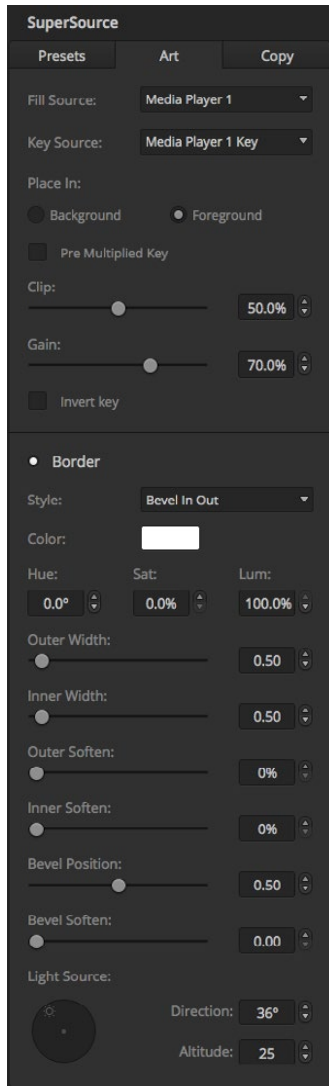 SuperSource
Presets Art Copy
Fill Source: Media Player 1
Key Source: Media Player 1 Key
Place In:
Background Foreground
Pre Multiplied Key
Clip:
50.0%
Gain:
70.0%
Invert key
Border
Style: Bevel In Out
Color:
Hue: Sat: Lum:
0.0° 0.0% 100.0%
Outer Width:
0.50
Inner Width:
0.50
Outer Soften:
0%
Inner Soften:
0%
Bevel Position:
0.50
Bevel Soften:
0.00
Light Source:
Direction: 36°
Altitude: 25